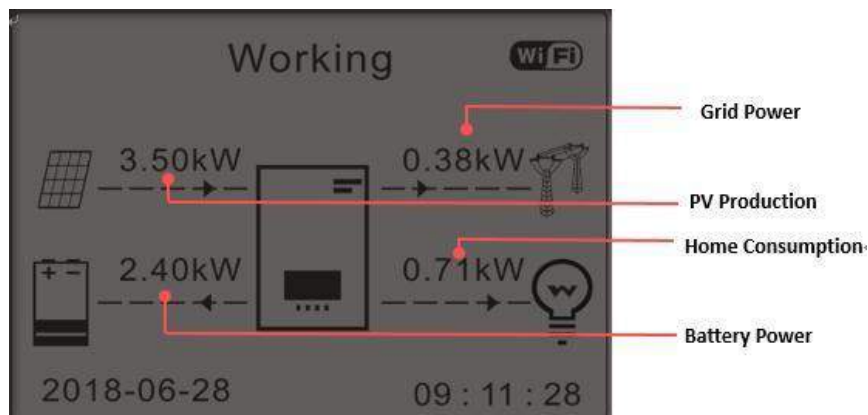 Working
WiFi
Grid Power
3.50kW
0.38kW
PV Production
Home Consumption
2.40kW
0.71kW
Battery Power
2018-06-28
09 : 11 : 28